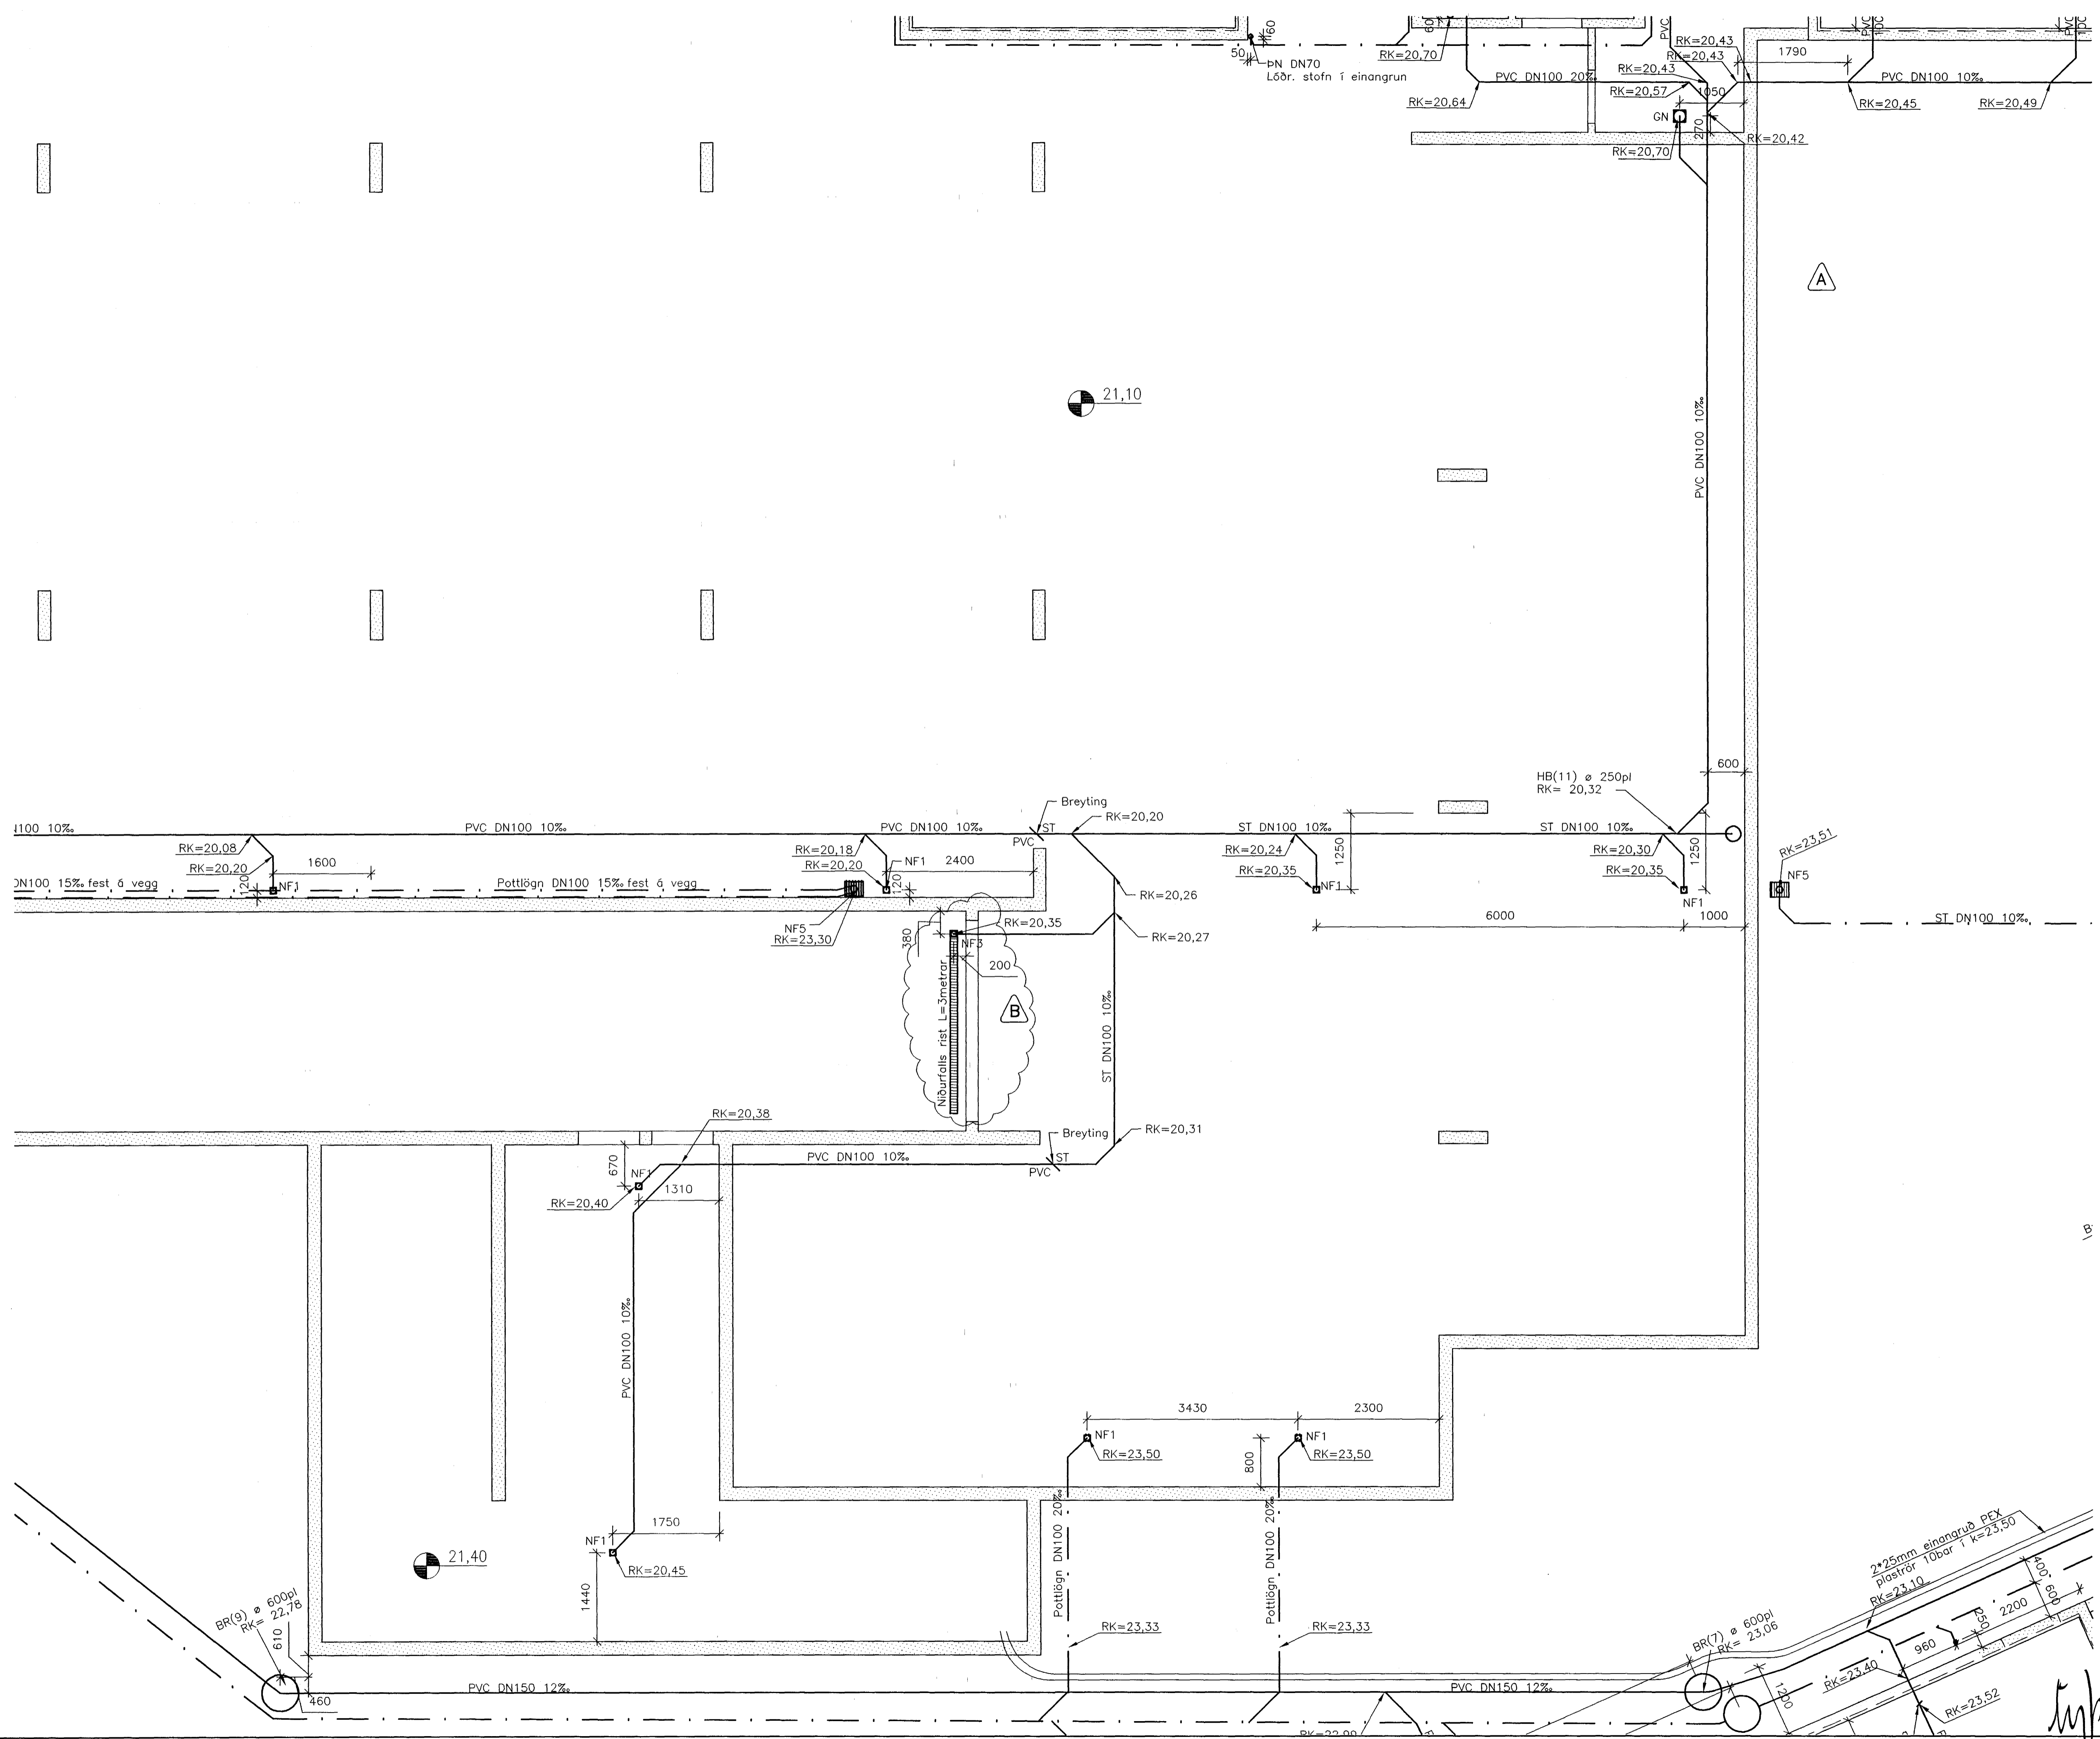 60
50
ÞN DN70
Lóðr. stofn í einangrun
60
RK=20,70
PVC
PVC DN100 20‰
RK=20,64
RK=20,43
RK=20,43
RK=20,43
RK=20,57
1790
1050
PVC DN100 10‰
RK=20,45
RK=20,49
GN
270
RK=20,42
RK=20,70
A
21,10
PVC DN100 10‰
600
HB(11) ø 250pl
RK= 20,32
Breyting
ST
PVC
RK=20,20
100 10‰
PVC DN100 10‰
PVC DN100 10‰
ST DN100 10‰
ST DN100 10‰
RK=20,08
RK=20,20
1600
120
NF1
RK=20,18
RK=20,20
NF1
2400
120
RK=20,24
RK=20,35
NF1
1250
RK=20,30
RK=20,35
NF1
1250
RK=23,51
NF5
DN100 15‰ fest á vegg
Pottlögn DN100 15‰ fest á vegg
NF5
RK=23,30
RK=20,26
RK=20,35
RK=20,27
380
NF3
200
6000
1000
ST DN100 10‰
Niðurfalls rist L=3metrar
B
ST DN100 10‰
RK=20,38
Breyting
RK=20,31
PVC DN100 10‰
ST
PVC
670
NF1
1310
RK=20,40
PVC DN100 10‰
3430
2300
NF1
RK=23,50
NF1
RK=23,50
800
1750
NF1
RK=20,45
21,40
1440
Pottlögn DN100 20‰
Pottlögn DN100 20‰
RK=23,33
RK=23,33
2*25mm einangruð PEX
plaströr 10bar í k=23,50
RK=23,10
400
600
2200
250
960
BR(9) ø 600pl
RK= 22,78
610
460
PVC DN150 12‰
PVC DN150 12‰
BR(7) ø 600pl
RK= 23,06
1200
RK=23,40
RK=23,52
RK=22,99